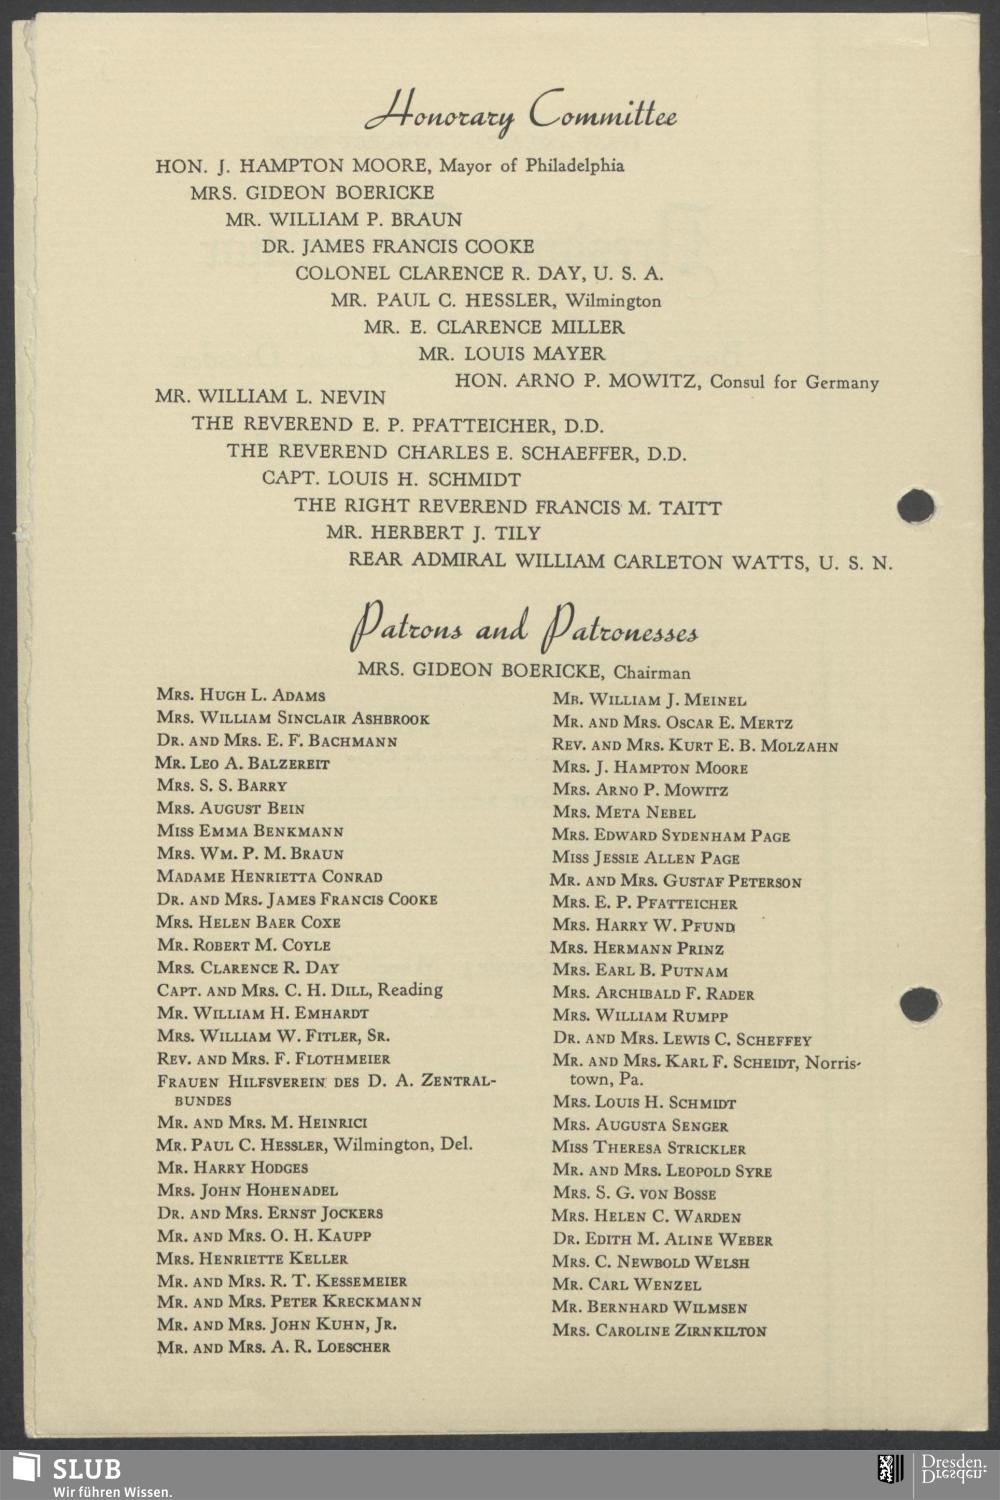 Honorary Committee
HON. J. HAMPTON MOORE, Mayor of Philadelphia
MRS. GIDEON BOERICKE
MR. WILLIAM P. BRAUN
DR. JAMES FRANCIS COOKE
COLONEL CLARENCE R. DAY, U. S. A.
MR. PAUL C. HESSLER, Wilmington
MR. E. CLARENCE MILLER
MR. LOUIS MAYER
HON. ARNO P. MOWITZ, Consul for Germany
MR. WILLIAM L. NEVIN
THE REVEREND E. P. PFATTEICHER, D.D.
THE REVEREND CHARLES E. SCHAEFFER, D.D.
CAPT. LOUIS H. SCHMIDT
THE RIGHT REVEREND FRANCIS M. TAITT
MR. HERBERT J. TILY
REAR ADMIRAL WILLIAM CARLETON WATTS, U. S. N.
Patrons and Patronesses
MRS. GIDEON BOERICKE, Chairman
MRS. HUGH L. ADAMS
MRS. WILLIAM SINCLAIR ASHBROOK
DR. AND MRS. E. F. BACHMANN
MR. LEO A. BALZEREIT
MRS. S. S. BARRY
MRS. AUGUST BEIN
MISS EMMA BENKMANN
MRS. WM. P. M. BRAUN
MADAME HENRIETTA CONRAD
DR. AND MRS. JAMES FRANCIS COOKE
MRS. HELEN BAER COXE
MR. ROBERT M. COYLE
MRS. CLARENCE R. DAY
CAPT. AND MRS. C. H. DILL, Reading
MR. WILLIAM H. EMHARDT
MRS. WILLIAM W. FITLER, SR.
REV. AND MRS. F. FLOTHMEIER
FRAUEN HILFSVEREIN DES D. A. ZENTRAL-
BUNDES
MR. AND MRS. M. HEINRICI
MR. PAUL C. HESSLER, Wilmington, Del.
MR. HARRY HODGES
MRS. JOHN HOHENADEL
DR. AND MRS. ERNST JOCKERS
MR. AND MRS. O. H. KAUPP
MRS. HENRIETTE KELLER
MR. AND MRS. R. T. KESSEMEIER
MR. AND MRS. PETER KRECKMANN
MR. AND MRS. JOHN KUHN, JR.
MR. AND MRS. A. R. LOESCHER
MR. WILLIAM J. MEINEL
MR. AND MRS. OSCAR E. MERTZ
REV. AND MRS. KURT E. B. MOLZAHN
MRS. J. HAMPTON MOORE
MRS. ARNO P. MOWITZ
MRS. META NEBEL
MRS. EDWARD SYDENHAM PAGE
MISS JESSIE ALLEN PAGE
MR. AND MRS. GUSTAF PETERSON
MRS. E. P. PFATTEICHER
MRS. HARRY W. PFUND
MRS. HERMANN PRINZ
MRS. EARL B. PUTNAM
MRS. ARCHIBALD F. RADER
MRS. WILLIAM RUMPP
DR. AND MRS. LEWIS C. SCHEFFEY
MR. AND MRS. KARL F. SCHEIDT, Norris-
town, Pa.
MRS. LOUIS H. SCHMIDT
MRS. AUGUSTA SENGER
MISS THERESA STRICKLER
MR. AND MRS. LEOPOLD SYRE
MRS. S. G. VON BOSSE
MRS. HELEN C. WARDEN
DR. EDITH M. ALINE WEBER
MRS. C. NEWBOLD WELSH
MR. CARL WENZEL
MR. BERNHARD WILMSEN
MRS. CAROLINE ZIRNKILTON
SLUB
Wir führen Wissen.
Dresden.
Dresden.